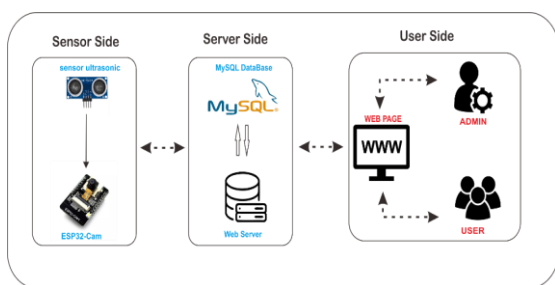 Sensor Side
Server Side
User Side
sensor ultrasonic
MySQL DataBase
MySQL
WEB PAGE
WWW
ADMIN
ESP32-Cam
Web Server
USER